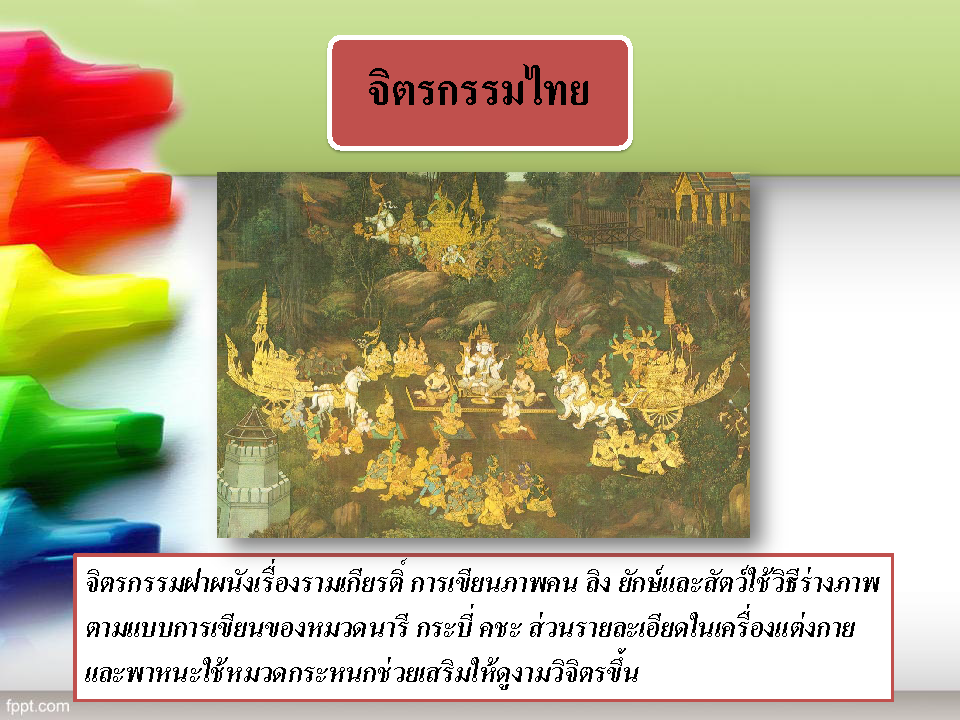 จิตรกรรมไทย
จิตรกรรมฝาผนังเรื่องรามเกียรติ์ การเขียนภาพคน ลิง ยักษ์และสัตว์ใช้วิธีร่างภาพ
ตามแบบการเขียนของหมวดนารี กระบี่ คชะ ส่วนรายละเอียดในเครื่องแต่งกาย
และพาหนะใช้หมวดกระหนกช่วยเสริมให้ดูงามวิจิตรขึ้น
fppt.com